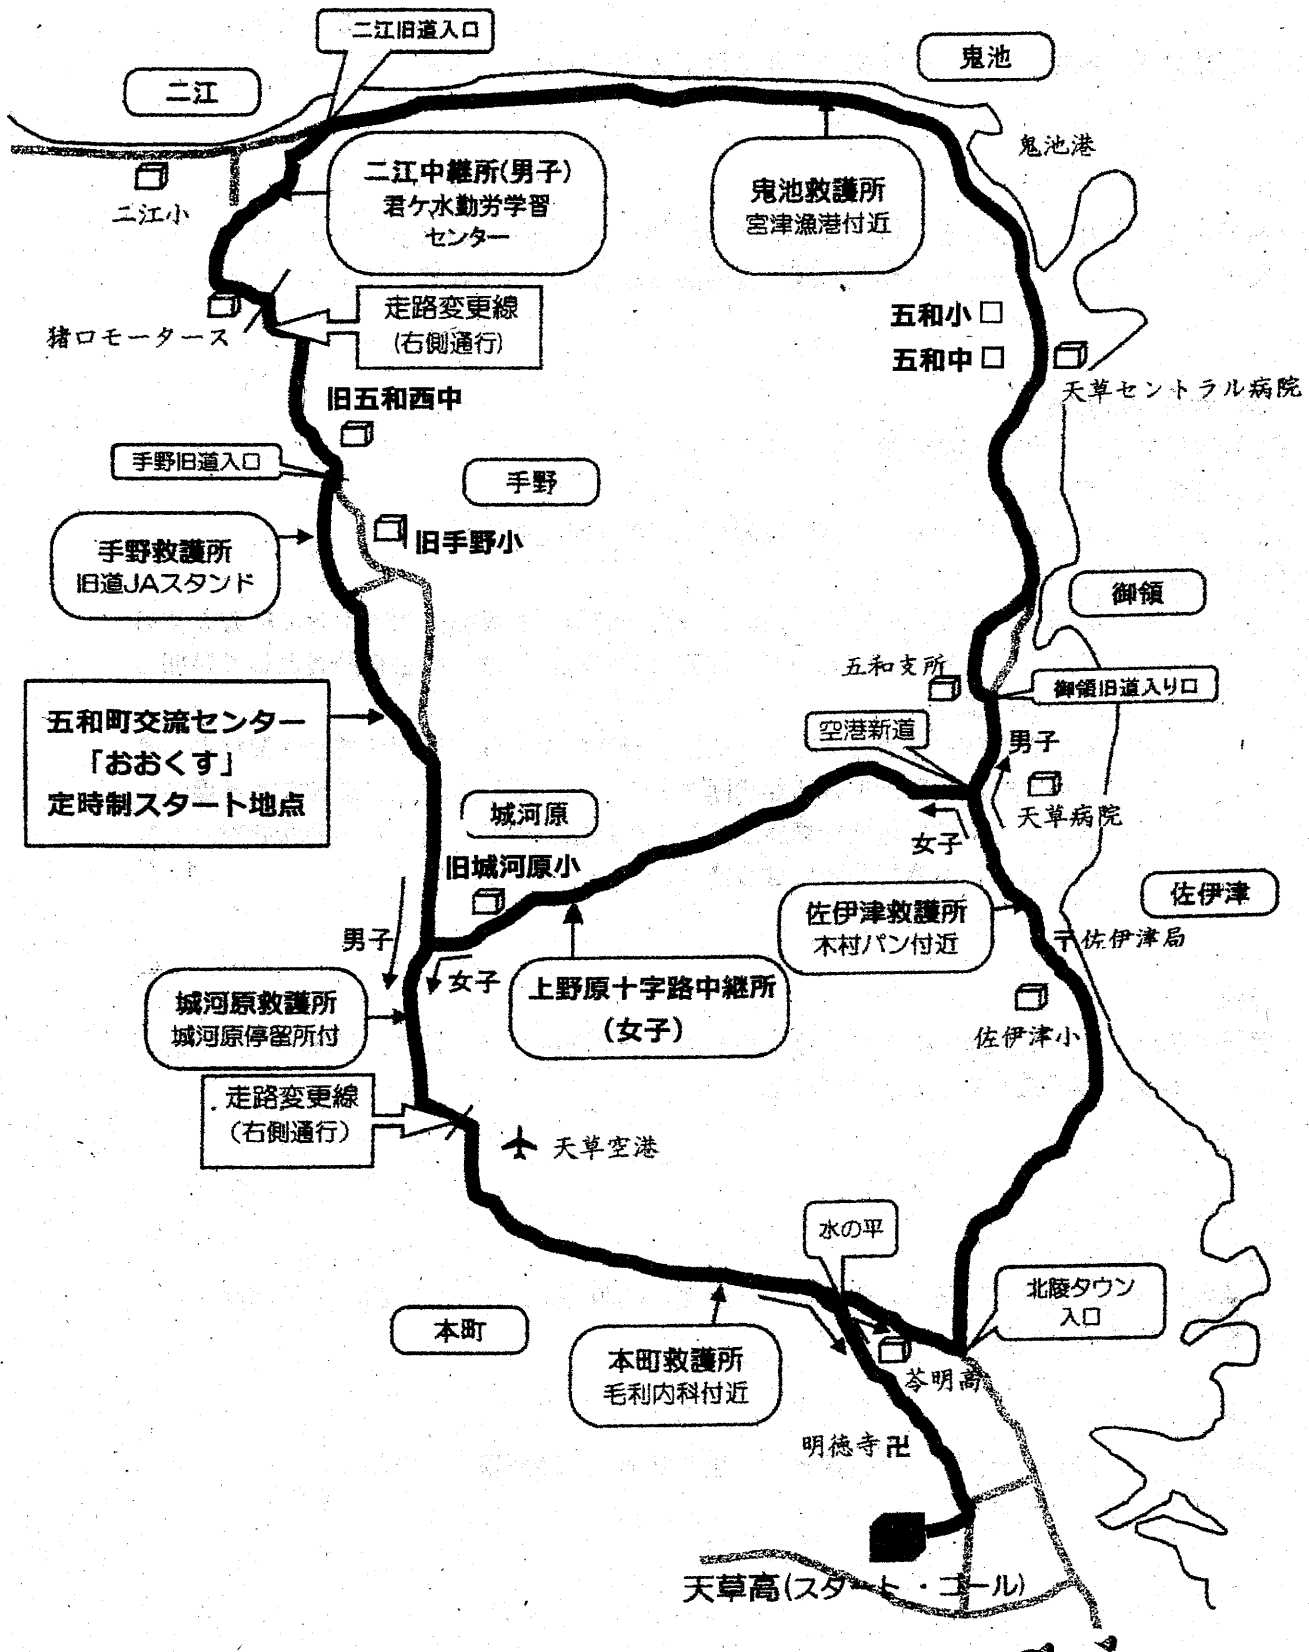 二江旧道入口
鬼池
二江
鬼池港
二江中継所(男子)
君ケ水勤労学習
センター
鬼池救護所
宮津漁港付近
二江小
走路変更線
(右側通行)
猪口モータース
五和小
五和中
天草セントラル病院
旧五和西中
手野旧道入口
手野
旧手野小
手野救護所
旧道JAスタンド
御領
五和支所
御領旧道入り口
五和町交流センター
「おおくす」
定時制スタート地点
空港新道
男子
天草病院
女子
城河原
旧城河原小
佐伊津救護所
木村パン付近
佐伊津
〒佐伊津局
男子
女子
上野原十字路中継所
(女子)
城河原救護所
城河原停留所付
佐伊津小
走路変更線
(右側通行)
天草空港
水の平
北陵タウン
入口
本町
本町救護所
毛利内科付近
苓明高
明徳寺卍
天草高(スタート・ゴール)